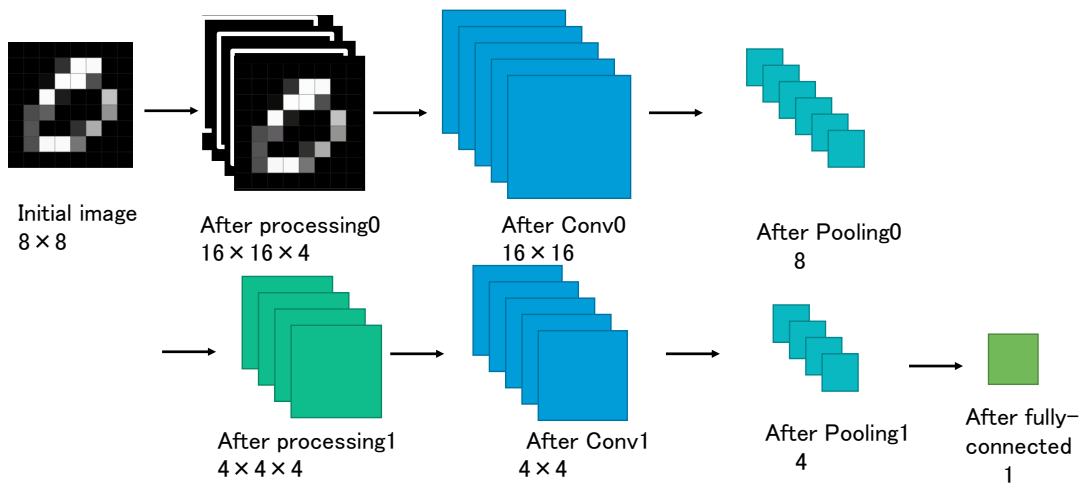 Initial image
8×8
After processing0
16×16×4
After Conv0
16×16
After Pooling0
8
After processing1
4×4×4
After Conv1
4×4
After Pooling1
4
After fully-
connected
1